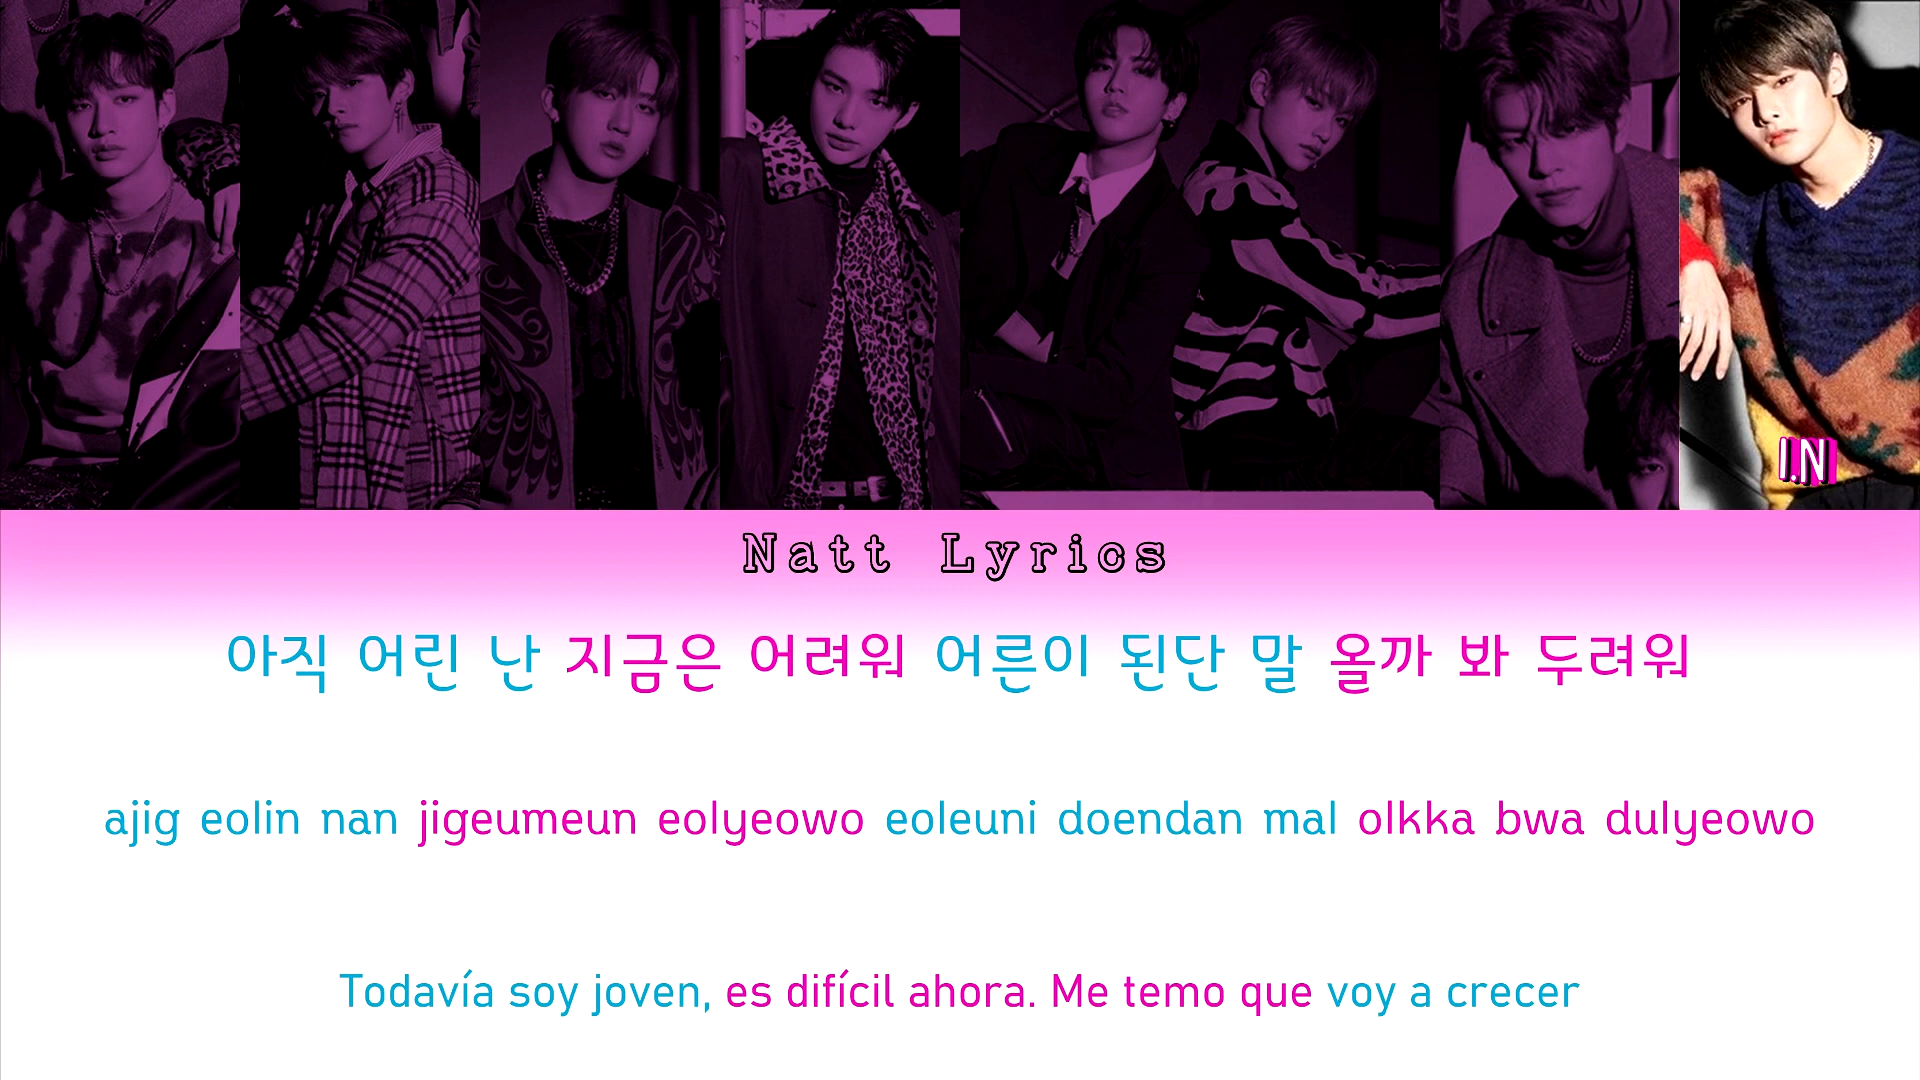 I.N
Natt Lyrics
아직 어린 난 지금은 어려워 어른이 된단 말 올까 봐 두려워
ajig eolin nan jigeumeun eolyeowo eoleuni doendan mal olkka bwa dulyeowo
Todavía soy joven, es difícil ahora. Me temo que voy a crecer